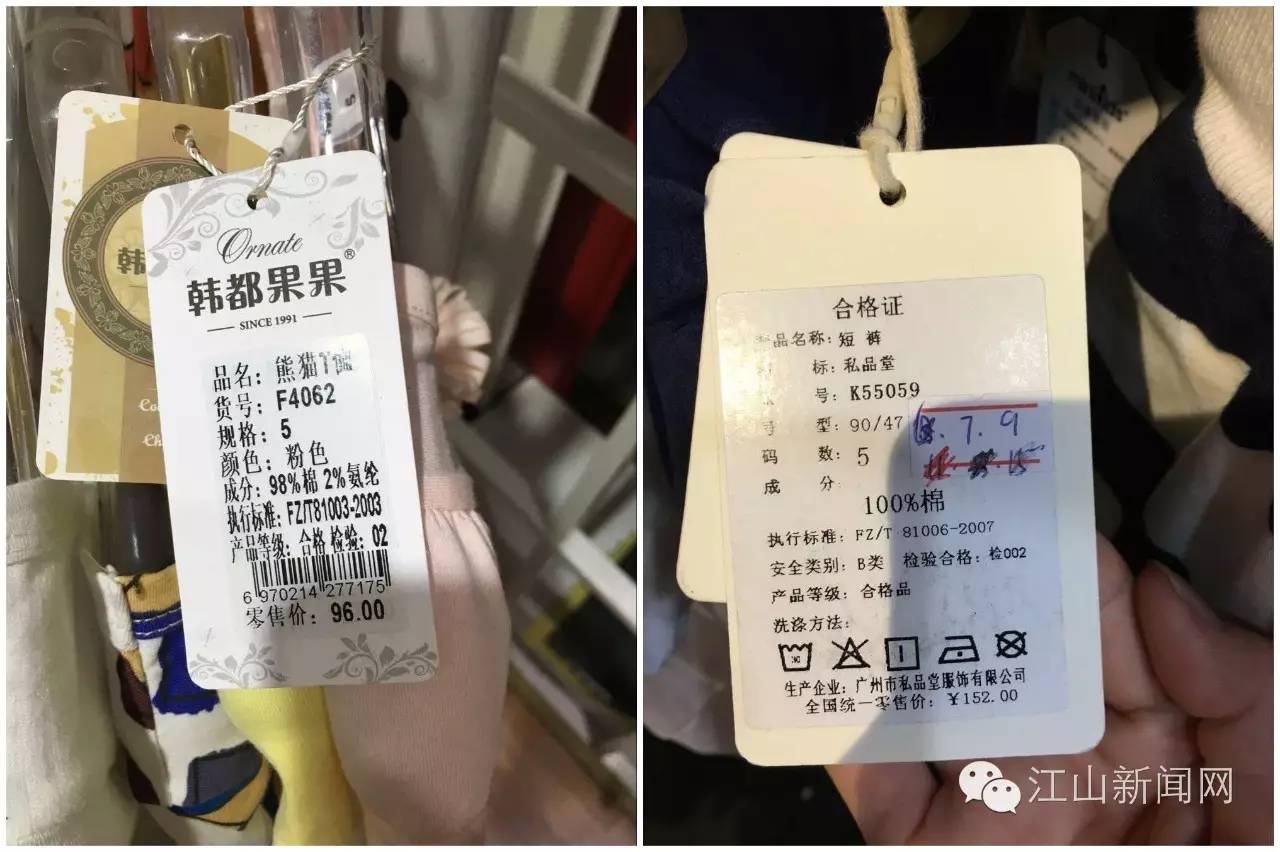 S
韩
Ornate
韩都果果®
SINCE 1991
品名：熊猫T恤
货号：F4062
规格：5
颜色：粉色
成分：98%棉 2%氨纶
执行标准：FZ/T81003-2003
产品等级：合格 检验：02
6 970214 277175
零售价：96.00
合格证
品名称：短 裤
标：私品堂
号：K55059
型：90/47
码 数：5
成 分
100%棉
执行标准：FZ/T 81006-2007
安全类别：B类 检验合格：检002
产品等级：合格品
洗涤方法：
生产企业：广州市私品堂服饰有限公司
全国统一零售价：￥152.00
7. 9
江山新闻网